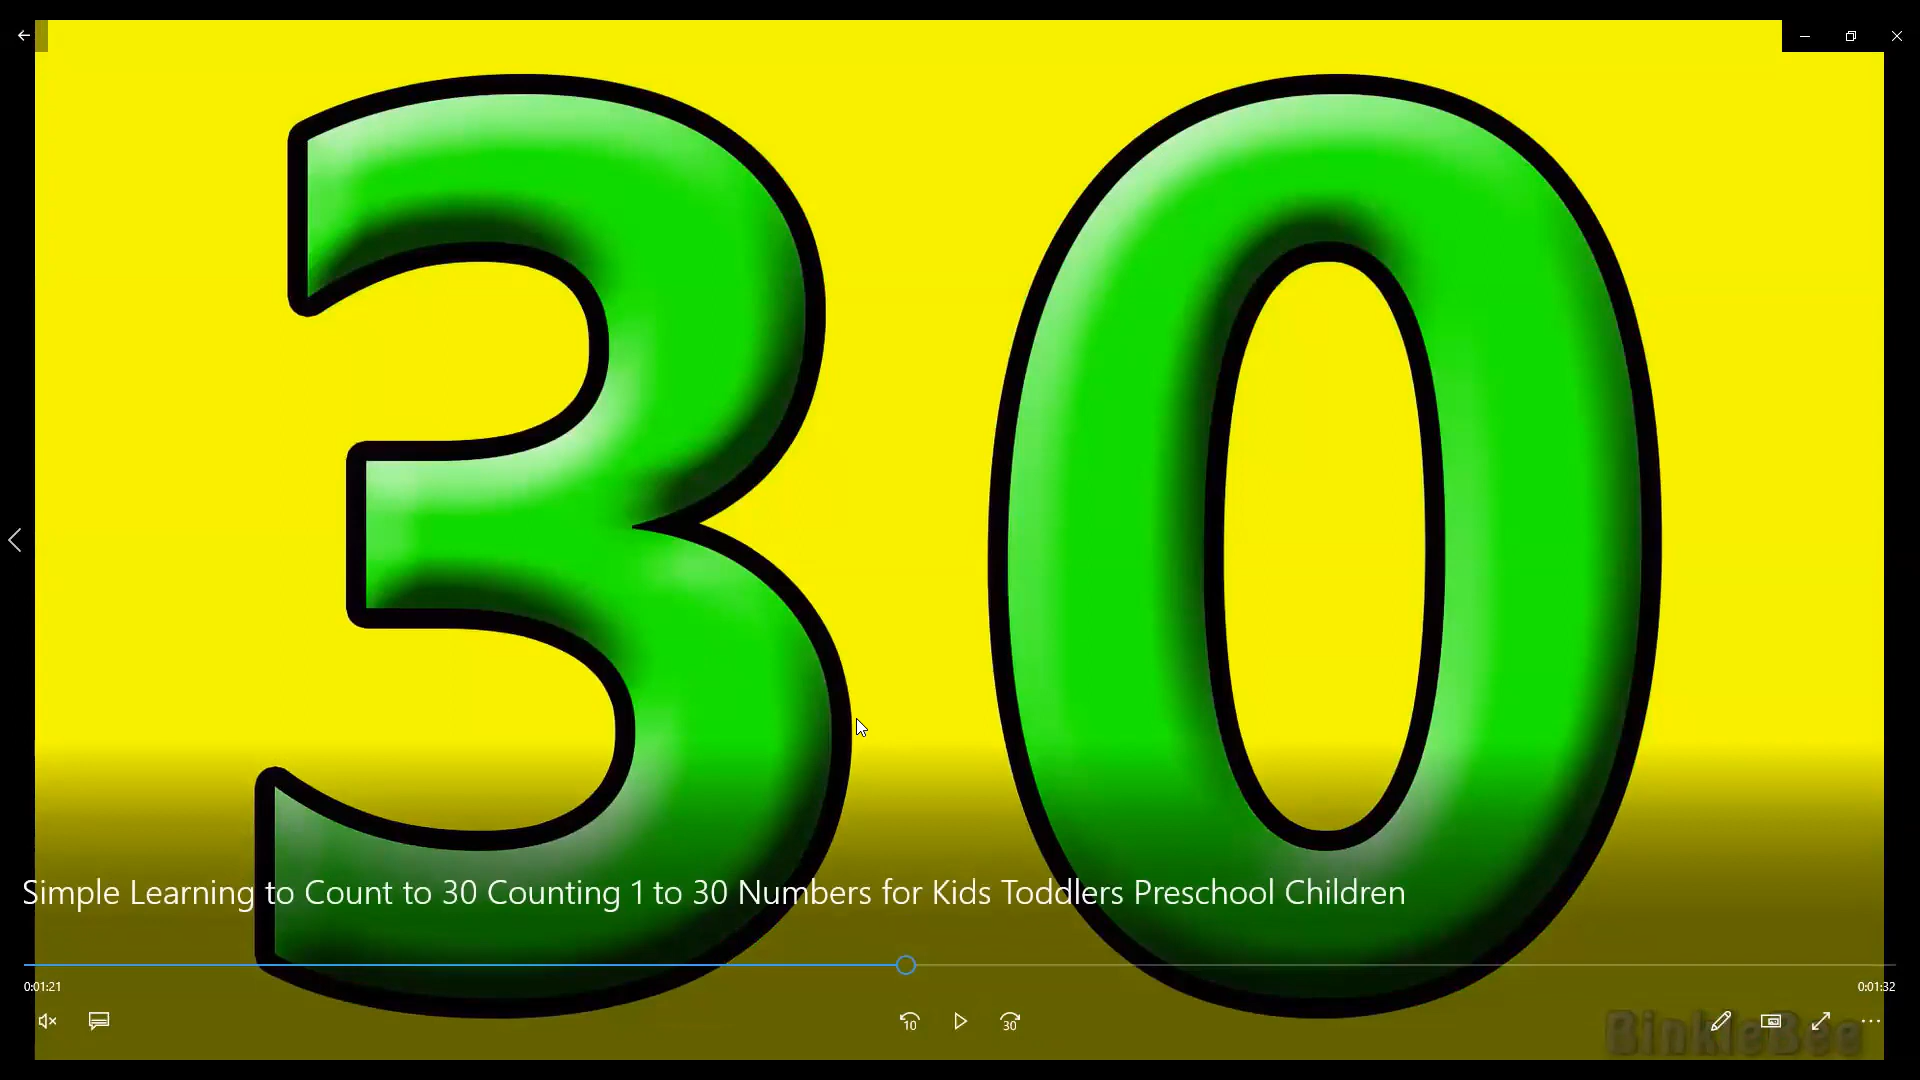 30
Simple Learning to Count to 30 Counting 1 to 30 Numbers for Kids Toddlers Preschool Children
0:01:21
0:01:32
10
30
BinkleBee